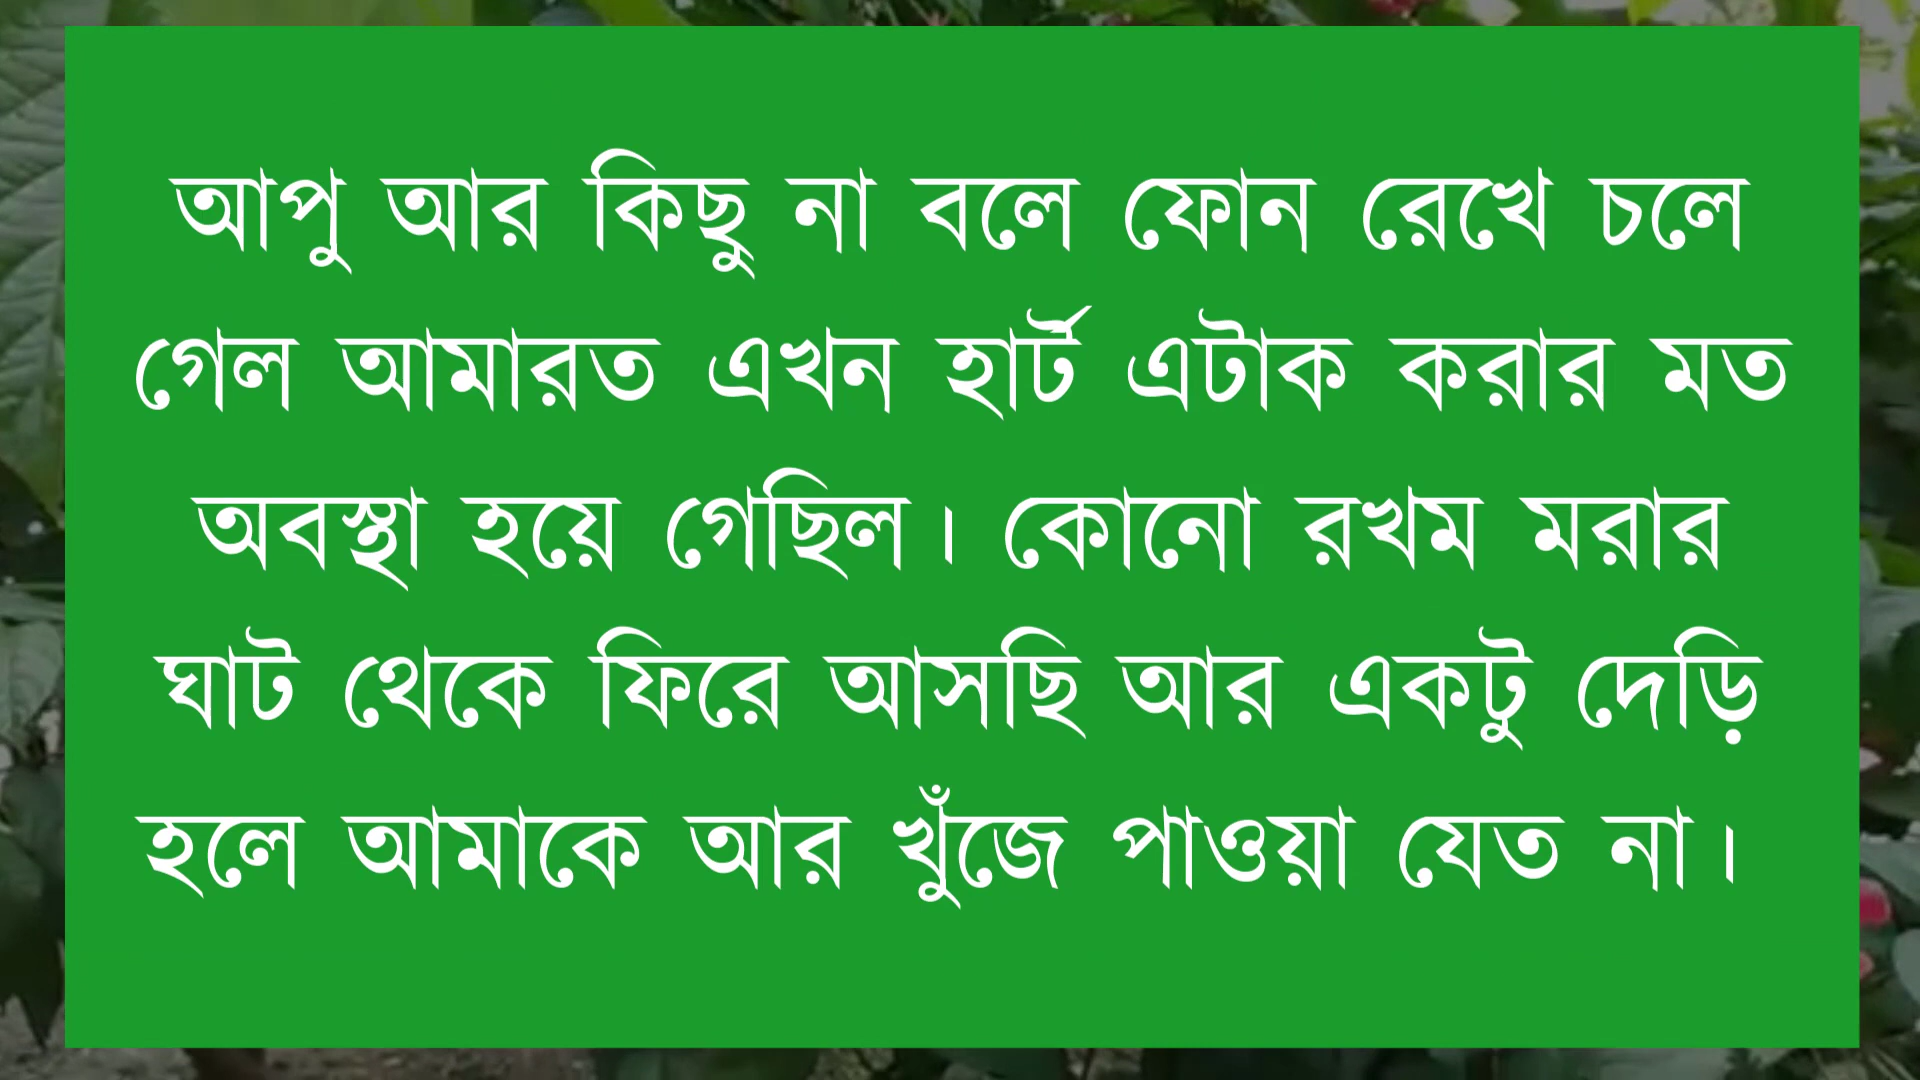 আপু আর কিছু না বলে ফোন রেখে চলে
গেল আমারত এখন হার্ট এটাক করার মত
অবস্থা হয়ে গেছিল। কোনো রখম মরার
ঘাট থেকে ফিরে আসছি আর একটু দেড়ি
হলে আমাকে আর খুঁজে পাওয়া যেত না।